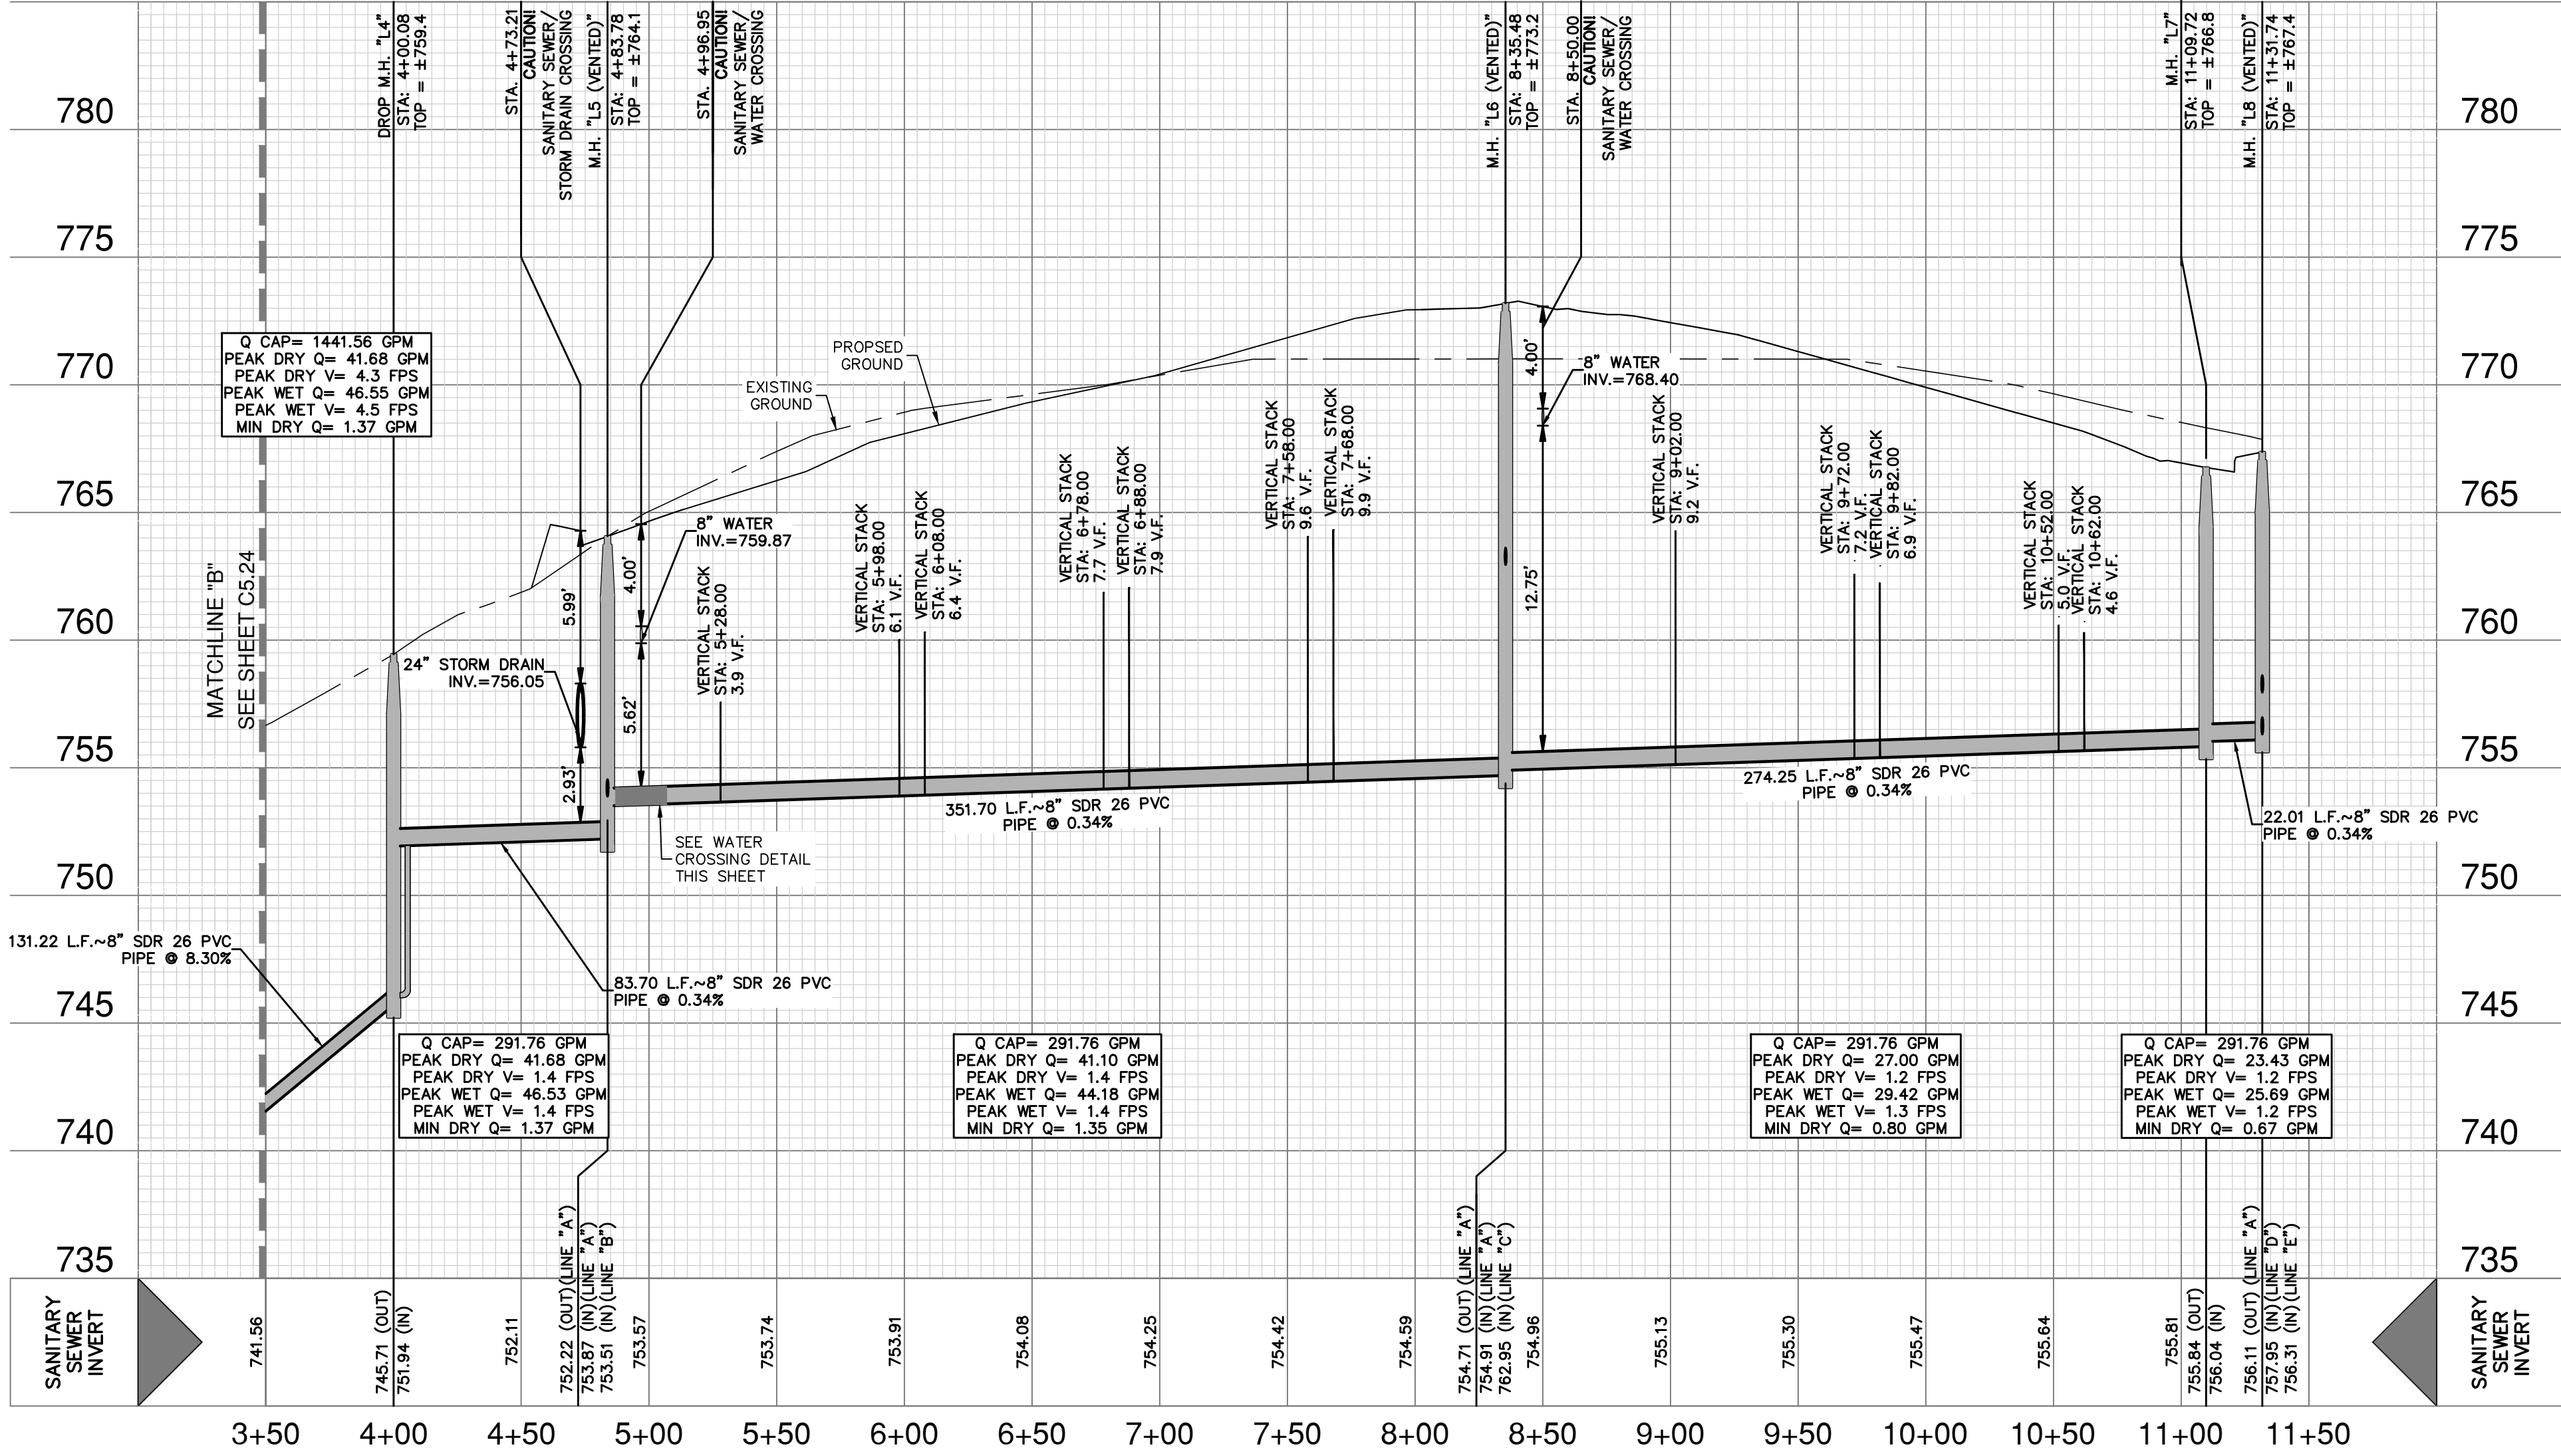 DROP M.H. "L4"
STA: 4+00.08
TOP = ±759.4
STA. 4+73.21
CAUTION!
SANITARY SEWER/
STORM DRAIN CROSSING
M.H. "L5 (VENTED)"
STA: 4+83.78
TOP = ±764.1
STA. 4+96.95
CAUTION!
SANITARY SEWER/
WATER CROSSING
M.H. "L6 (VENTED)"
STA: 8+35.48
TOP = ±773.2
STA. 8+50.00
CAUTION!
SANITARY SEWER/
WATER CROSSING
M.H. "L7"
STA: 11+09.72
TOP = ±766.8
M.H. "L8 (VENTED)"
STA: 11+31.74
TOP = ±767.4
780
780
775
775
770
770
765
765
760
760
755
755
750
750
745
745
740
740
735
735
Q CAP= 1441.56 GPM
PEAK DRY Q= 41.68 GPM
PEAK DRY V= 4.3 FPS
PEAK WET Q= 46.55 GPM
PEAK WET V= 4.5 FPS
MIN DRY Q= 1.37 GPM
EXISTING
GROUND
PROPSED
GROUND
MATCHLINE "B"
SEE SHEET C5.24
24" STORM DRAIN
INV.=756.05
5.99'
2.93'
4.00'
5.62'
8" WATER
INV.=759.87
VERTICAL STACK
STA: 5+28.00
3.9 V.F.
VERTICAL STACK
STA: 5+98.00
6.1 V.F.
VERTICAL STACK
STA: 6+08.00
6.4 V.F.
VERTICAL STACK
STA: 6+78.00
7.7 V.F.
VERTICAL STACK
STA: 6+88.00
7.9 V.F.
VERTICAL STACK
STA: 7+58.00
9.6 V.F.
VERTICAL STACK
STA: 7+68.00
9.9 V.F.
4.00'
12.75'
8" WATER
INV.=768.40
VERTICAL STACK
STA: 9+02.00
9.2 V.F.
VERTICAL STACK
STA: 9+72.00
7.2 V.F.
VERTICAL STACK
STA: 9+82.00
6.9 V.F.
VERTICAL STACK
STA: 10+52.00
5.0 V.F.
VERTICAL STACK
STA: 10+62.00
4.6 V.F.
351.70 L.F.~8" SDR 26 PVC
PIPE @ 0.34%
274.25 L.F.~8" SDR 26 PVC
PIPE @ 0.34%
22.01 L.F.~8" SDR 26 PVC
PIPE @ 0.34%
SEE WATER
CROSSING DETAIL
THIS SHEET
131.22 L.F.~8" SDR 26 PVC
PIPE @ 8.30%
83.70 L.F.~8" SDR 26 PVC
PIPE @ 0.34%
Q CAP= 291.76 GPM
PEAK DRY Q= 41.68 GPM
PEAK DRY V= 1.4 FPS
PEAK WET Q= 46.53 GPM
PEAK WET V= 1.4 FPS
MIN DRY Q= 1.37 GPM
Q CAP= 291.76 GPM
PEAK DRY Q= 41.10 GPM
PEAK DRY V= 1.4 FPS
PEAK WET Q= 44.18 GPM
PEAK WET V= 1.4 FPS
MIN DRY Q= 1.35 GPM
Q CAP= 291.76 GPM
PEAK DRY Q= 27.00 GPM
PEAK DRY V= 1.2 FPS
PEAK WET Q= 29.42 GPM
PEAK WET V= 1.3 FPS
MIN DRY Q= 0.80 GPM
Q CAP= 291.76 GPM
PEAK DRY Q= 23.43 GPM
PEAK DRY V= 1.2 FPS
PEAK WET Q= 25.69 GPM
PEAK WET V= 1.2 FPS
MIN DRY Q= 0.67 GPM
SANITARY
SEWER
INVERT
741.56
745.71 (OUT)
751.94 (IN)
752.11
752.22 (OUT)(LINE "A")
753.87 (IN)(LINE "A")
753.51 (IN)(LINE "B")
753.57
753.74
753.91
754.08
754.25
754.42
754.59
754.71 (OUT)(LINE "A")
754.91 (IN)(LINE "A")
762.95 (IN)(LINE "C")
754.96
755.13
755.30
755.47
755.64
755.81
755.84 (OUT)
756.04 (IN)
756.11 (OUT)(LINE "A")
757.95 (IN)(LINE "D")
756.31 (IN)(LINE "E")
SANITARY
SEWER
INVERT
3+50
4+00
4+50
5+00
5+50
6+00
6+50
7+00
7+50
8+00
8+50
9+00
9+50
10+00
10+50
11+00
11+50